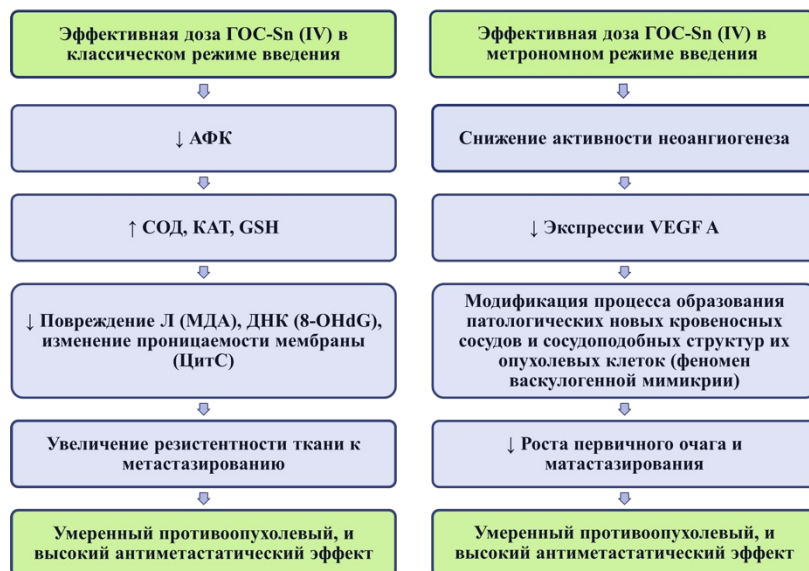 Эффективная доза ГОС-Sn (IV) в
классическом режиме введения
↓ АФК
↑ СОД, КАТ, GSH
↓ Повреждение Л (МДА), ДНК (8-OHdG),
изменение проницаемости мембраны
(ЦитС)
Увеличение резистентности ткани к
метастазированию
Умеренный противоопухолевый, и
высокий антиметастатический эффект
Эффективная доза ГОС-Sn (IV) в
метрономном режиме введения
Снижение активности неоангиогенеза
↓ Экспрессии VEGF A
Модификация процесса образования
патологических новых кровеносных
сосудов и сосудоподобных структур их
опухолевых клеток (феномен
васкулогенной мимикрии)
↓ Роста первичного очага и
матастазирования
Умеренный противоопухолевый, и
высокий антиметастатический эффект